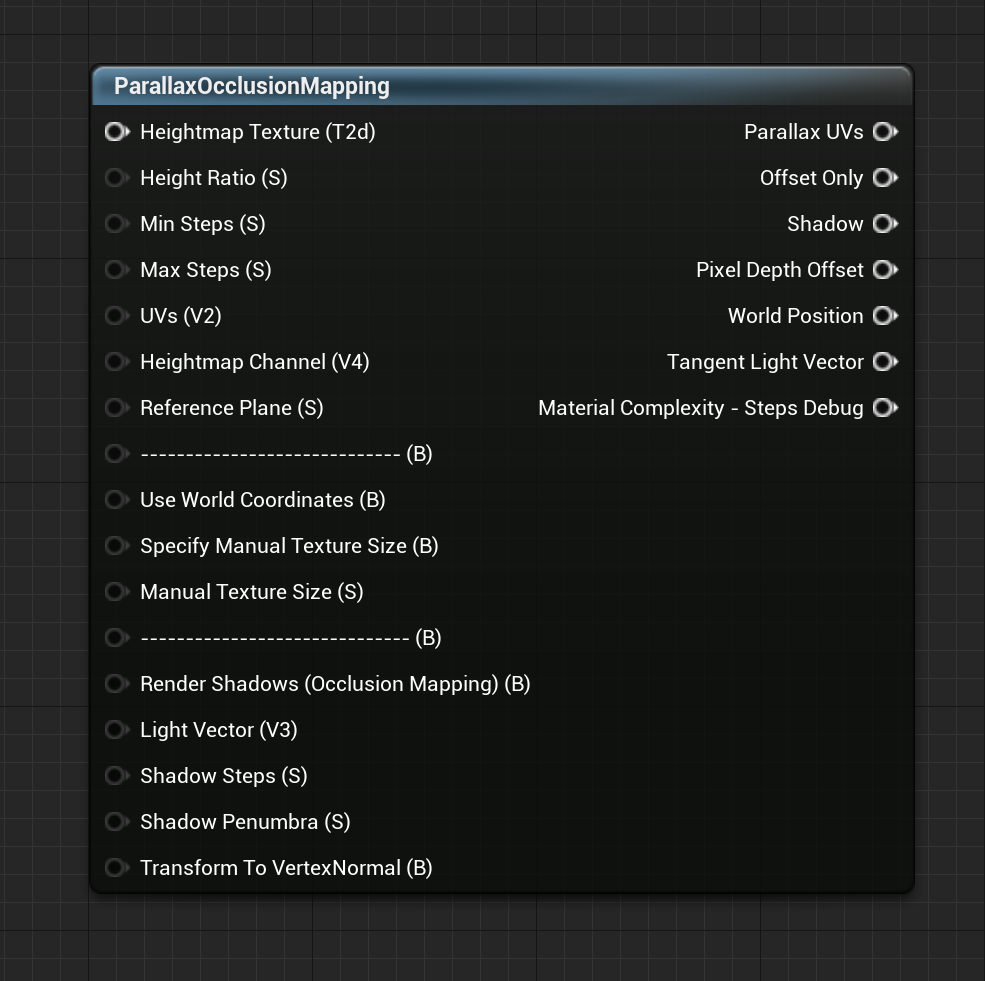 ParallaxOcclusionMapping
Heightmap Texture (T2d)
Parallax UVs
Height Ratio (S)
Offset Only
Min Steps (S)
Shadow
Max Steps (S)
Pixel Depth Offset
UVs (V2)
World Position
Heightmap Channel (V4)
Tangent Light Vector
Reference Plane (S)
Material Complexity - Steps Debug
----------------------------- (B)
Use World Coordinates (B)
Specify Manual Texture Size (B)
Manual Texture Size (S)
------------------------------ (B)
Render Shadows (Occlusion Mapping) (B)
Light Vector (V3)
Shadow Steps (S)
Shadow Penumbra (S)
Transform To VertexNormal (B)